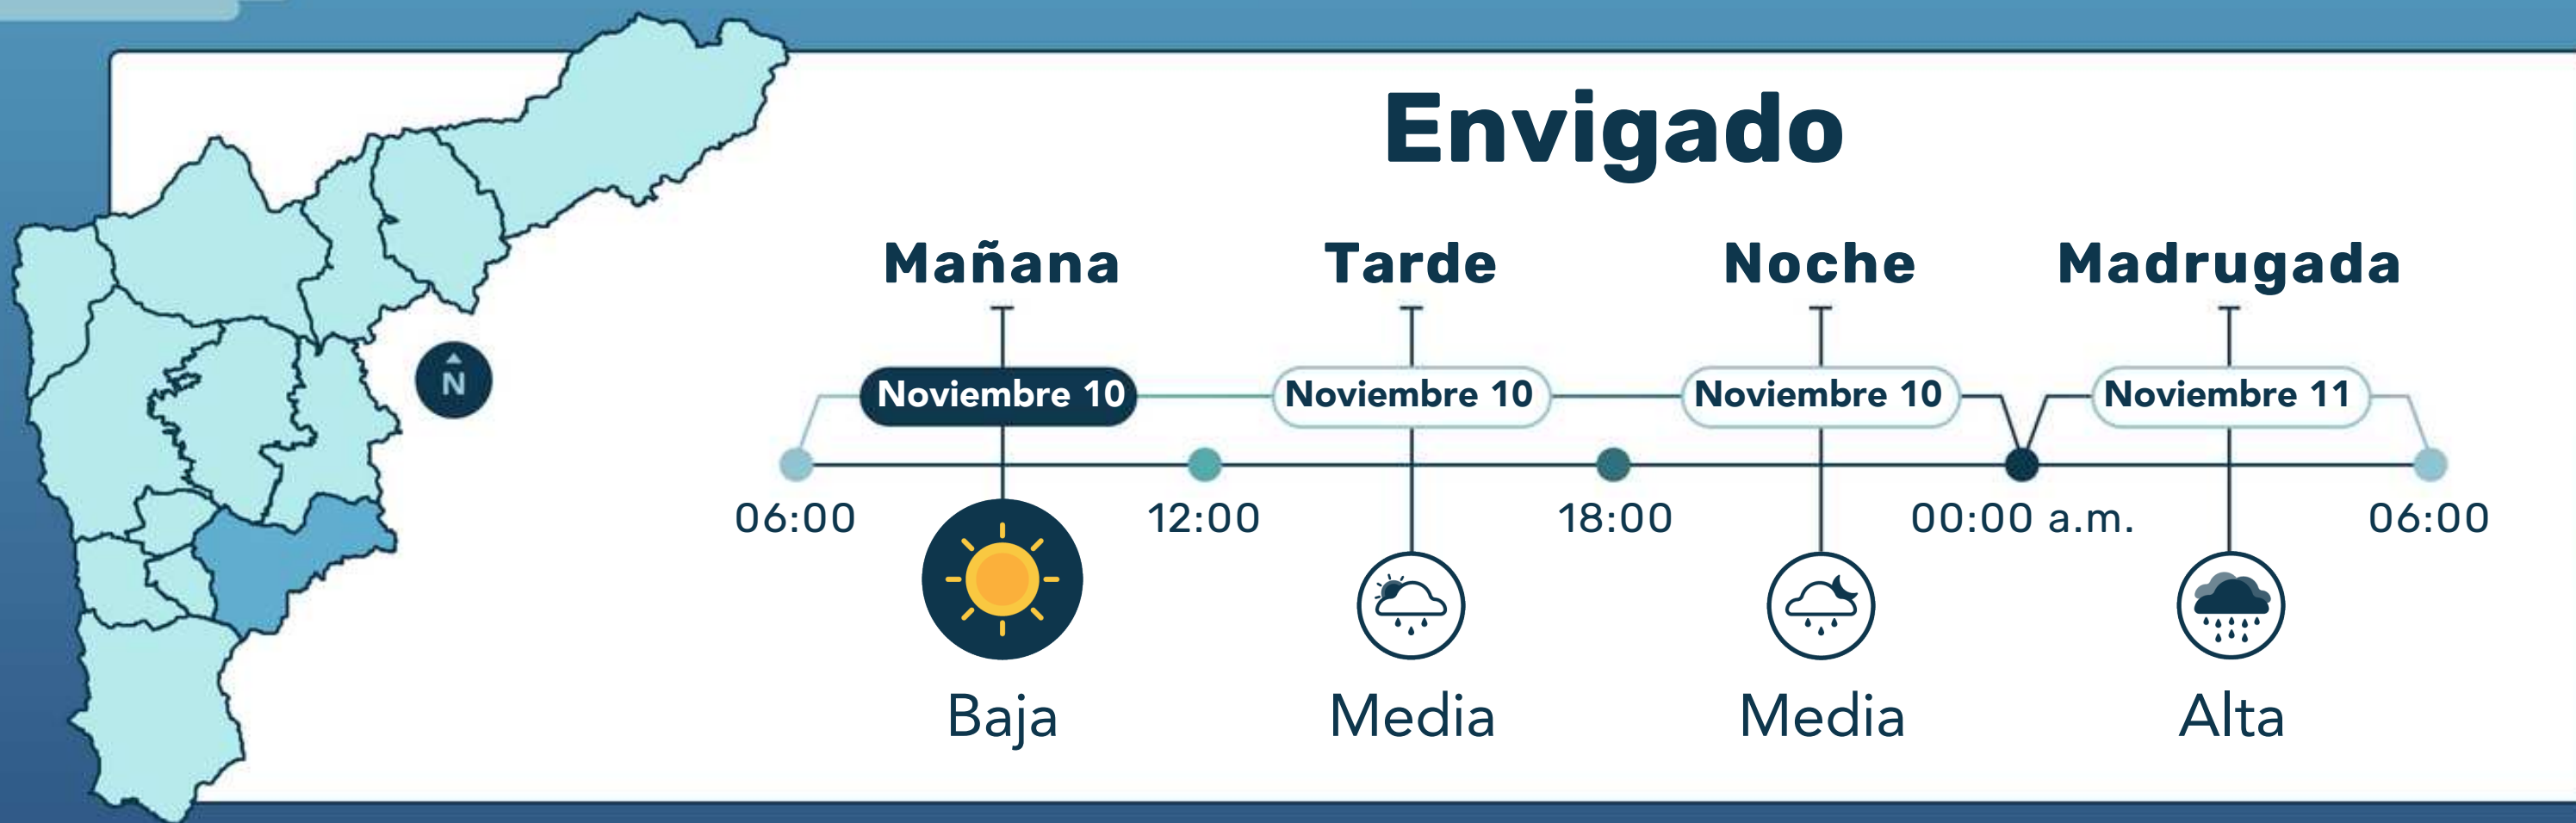 Envigado
Mañana Tarde Noche Madrugada
N
Noviembre 10 Noviembre 10 Noviembre 10 Noviembre 11
06:00 12:00 18:00 00:00 a.m. 06:00
Baja Media Media Alta